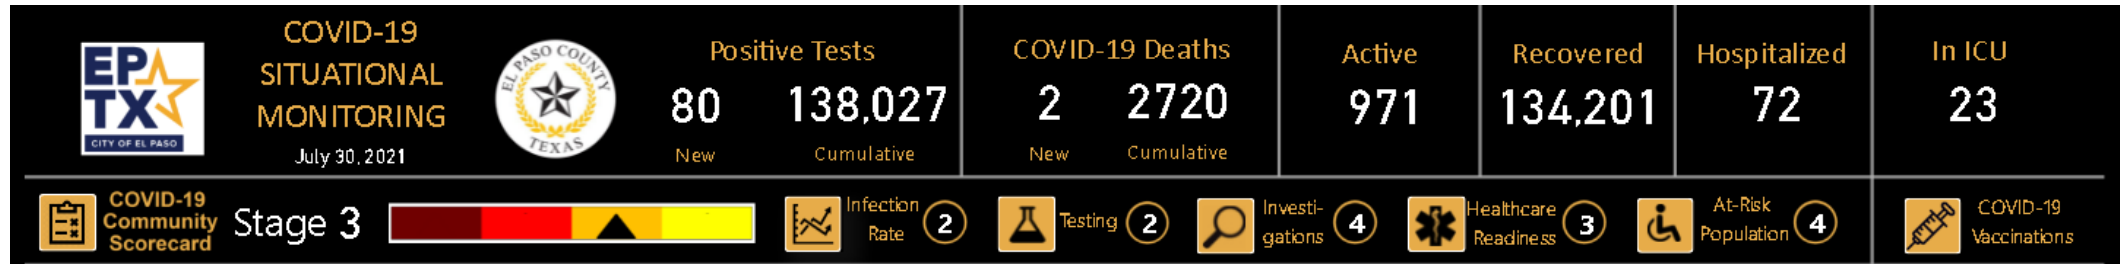 EP
TX
CITY OF EL PASO
COVID-19
SITUATIONAL
MONITORING
July 30, 2021
EL PASO COUNTY
TEXAS
Positive Tests
80 138,027
New Cumulative
COVID-19 Deaths
2 2720
New Cumulative
Active
971
Recovered
134,201
Hospitalized
72
In ICU
23
COVID-19
Community
Scorecard
Stage 3
Infection
Rate 2
Testing 2
Investi-
gations 4
Healthcare
Readiness 3
At-Risk
Population 4
COVID-19
Vaccinations